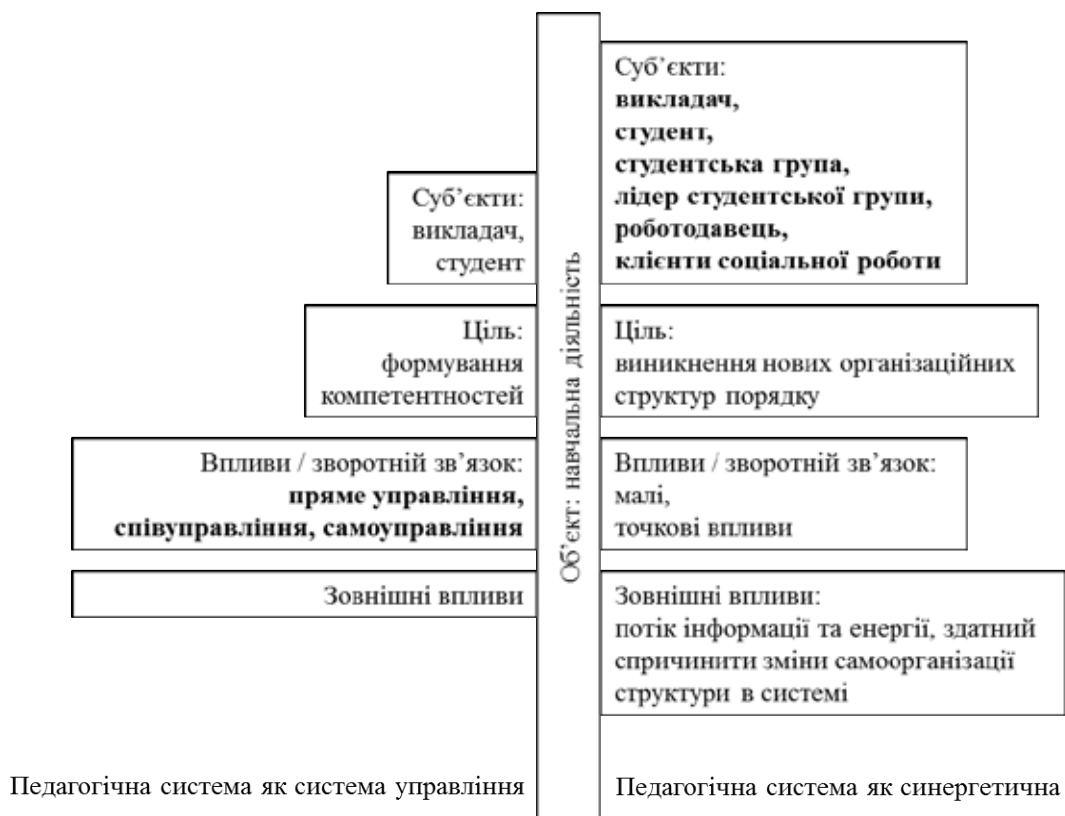 Суб’єкти:
викладач,
студент
Ціль:
формування
компетентностей
Впливи / зворотній зв’язок:
пряме управління,
співуправління, самоуправління
Зовнішні впливи
Педагогічна система як система управління
Об’єкт: навчальна діяльність
Суб’єкти:
викладач,
студент,
студентська група,
лідер студентської групи,
роботодавець,
клієнти соціальної роботи
Ціль:
виникнення нових організаційних
структур порядку
Впливи / зворотній зв’язок:
малі,
точкові впливи
Зовнішні впливи:
потік інформації та енергії, здатний
спричинити зміни самоорганізації
структури в системі
Педагогічна система як синергетична